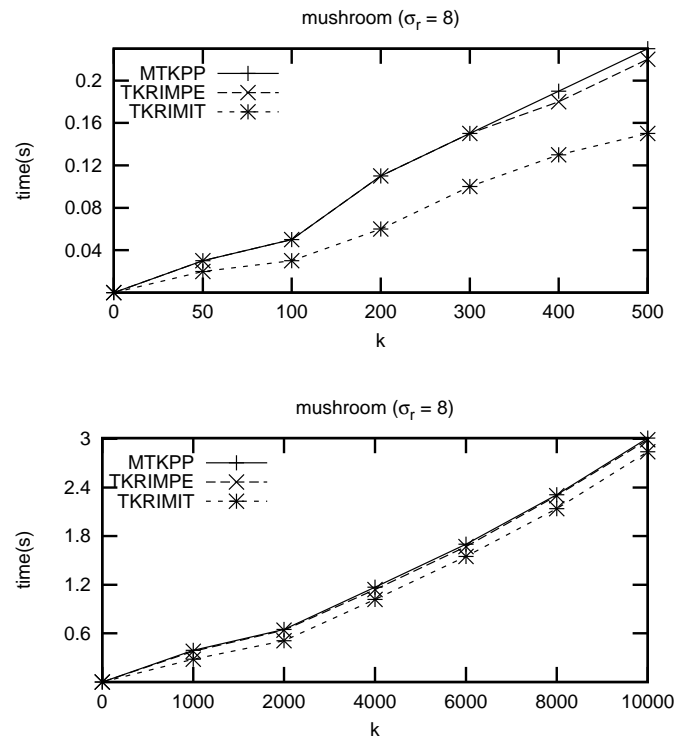 mushroom (σr = 8)
MTKPP
TKRIMPE
TKRIMIT
time(s)
0.2
0.16
0.12
0.08
0.04
0 50 100 200 300 400 500
k
mushroom (σr = 8)
MTKPP
TKRIMPE
TKRIMIT
time(s)
3
2.4
1.8
1.2
0.6
0 1000 2000 4000 6000 8000 10000
k